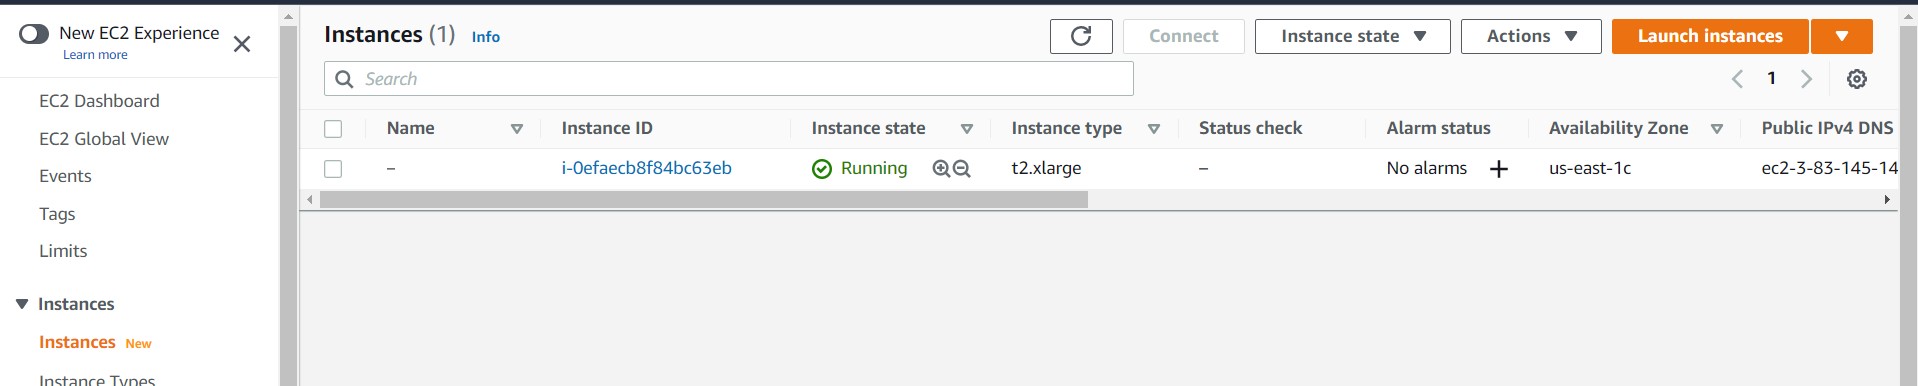 New EC2 Experience
Learn more
EC2 Dashboard
EC2 Global View
Events
Tags
Limits
Instances
Instances New
Instance Types
Instances (1) Info
Connect
Instance state
Actions
Launch instances
Search
1
Name Instance ID Instance state Instance type Status check Alarm status Availability Zone Public IPv4 DNS
– i-0efaecb8f84bc63eb Running t2.xlarge – No alarms + us-east-1c ec2-3-83-145-14